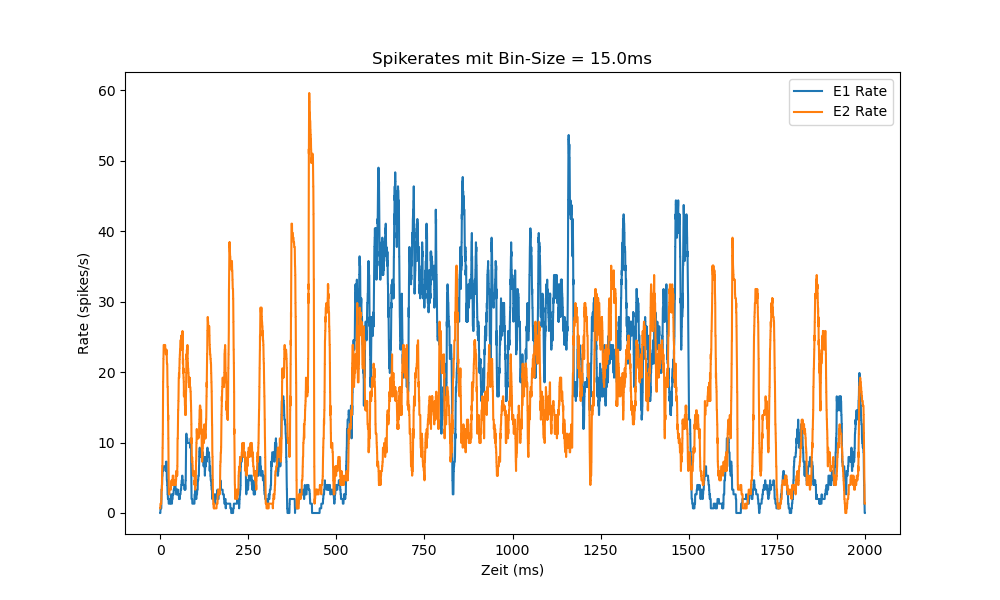 Spikerates mit Bin-Size = 15.0ms
E1 Rate
E2 Rate
60
50
40
30
20
10
0
Rate (spikes/s)
0 250 500 750 1000 1250 1500 1750 2000
Zeit (ms)